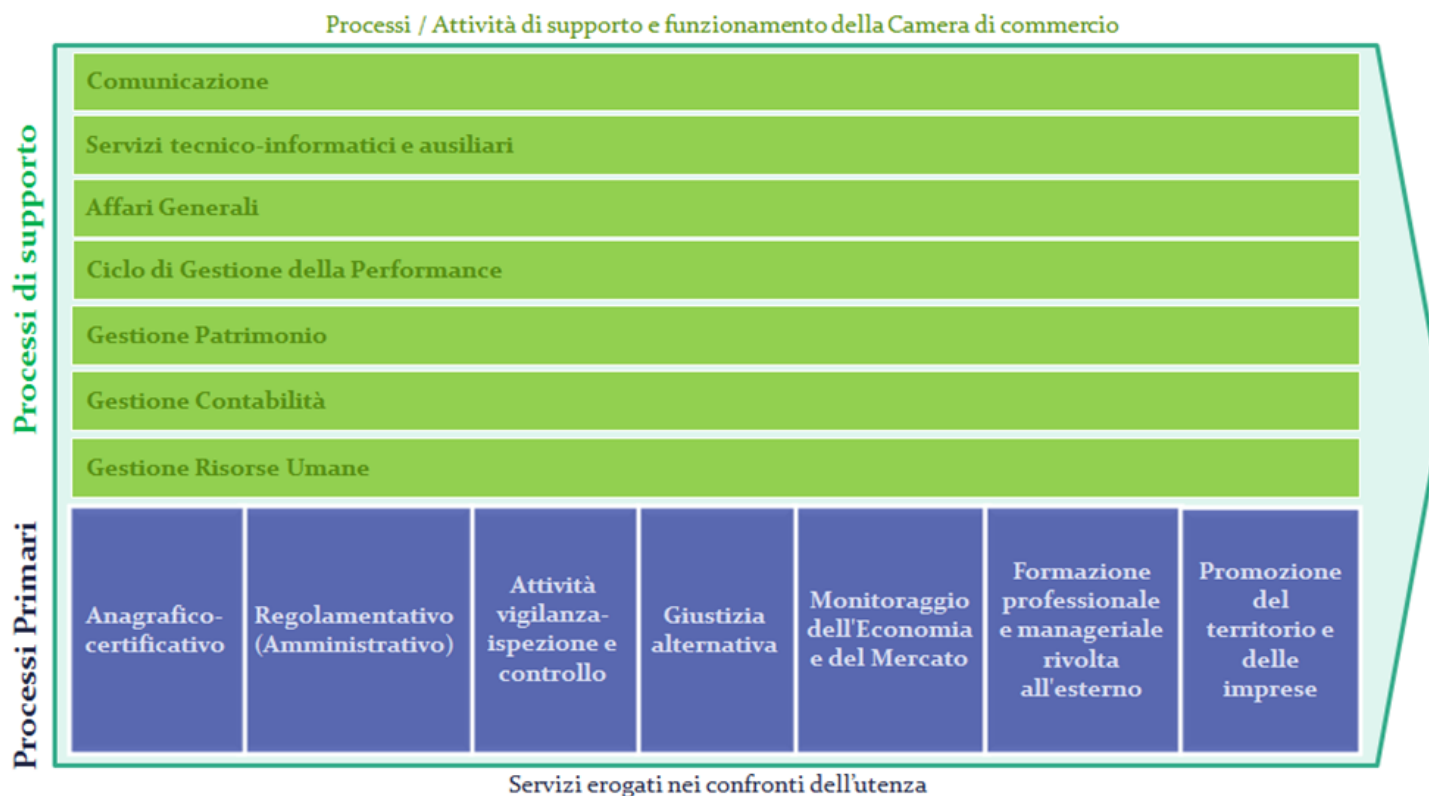 Processi / Attività di supporto e funzionamento della Camera di commercio
Processi di supporto
Comunicazione
Servizi tecnico-informatici e ausiliari
Affari Generali
Ciclo di Gestione della Performance
Gestione Patrimonio
Gestione Contabilità
Gestione Risorse Umane
Processi Primari
Anagrafico-
certificativo
Regolamentativo
(Amministrativo)
Attività
vigilanza-
ispezione e
controllo
Giustizia
alternativa
Monitoraggio
dell'Economia
e del Mercato
Formazione
professionale
e manageriale
rivolta
all'esterno
Promozione
del
territorio e
delle
imprese
Servizi erogati nei confronti dell'utenza